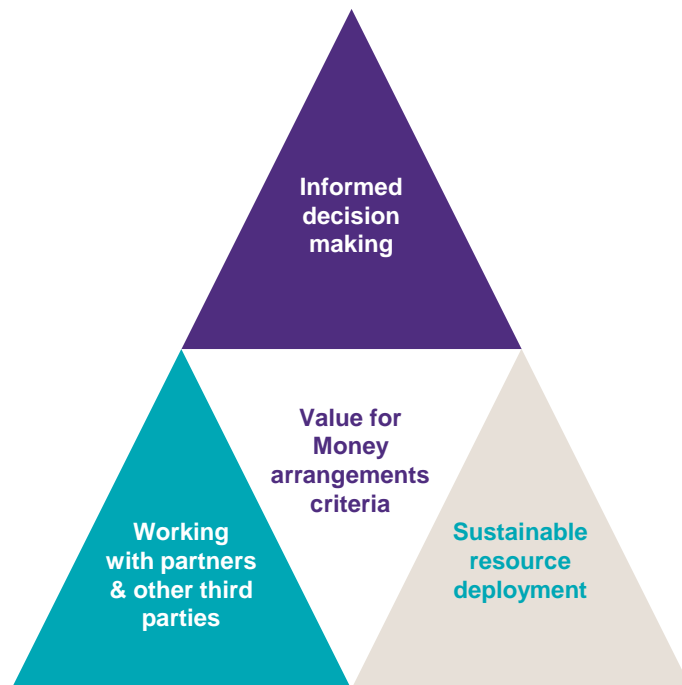 Informed
decision
making
Value for
Money
arrangements
criteria
Working
with partners
& other third
parties
Sustainable
resource
deployment